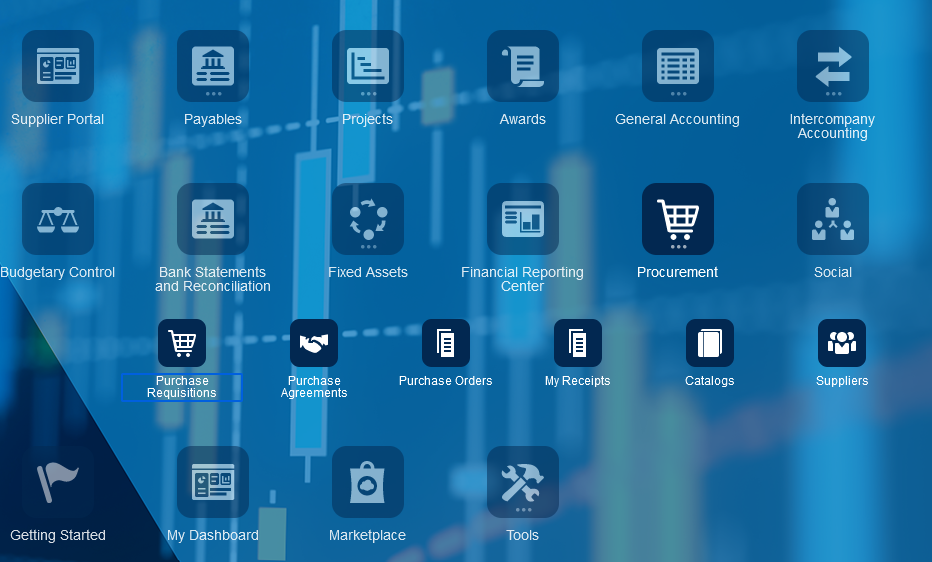 Supplier Portal
Payables
Projects
Awards
General Accounting
Intercompany
Accounting
Budgetary Control
Bank Statements
and Reconciliation
Fixed Assets
Financial Reporting
Center
Procurement
Social
Purchase
Requisitions
Purchase
Agreements
Purchase Orders
My Receipts
Catalogs
Suppliers
Getting Started
My Dashboard
Marketplace
Tools